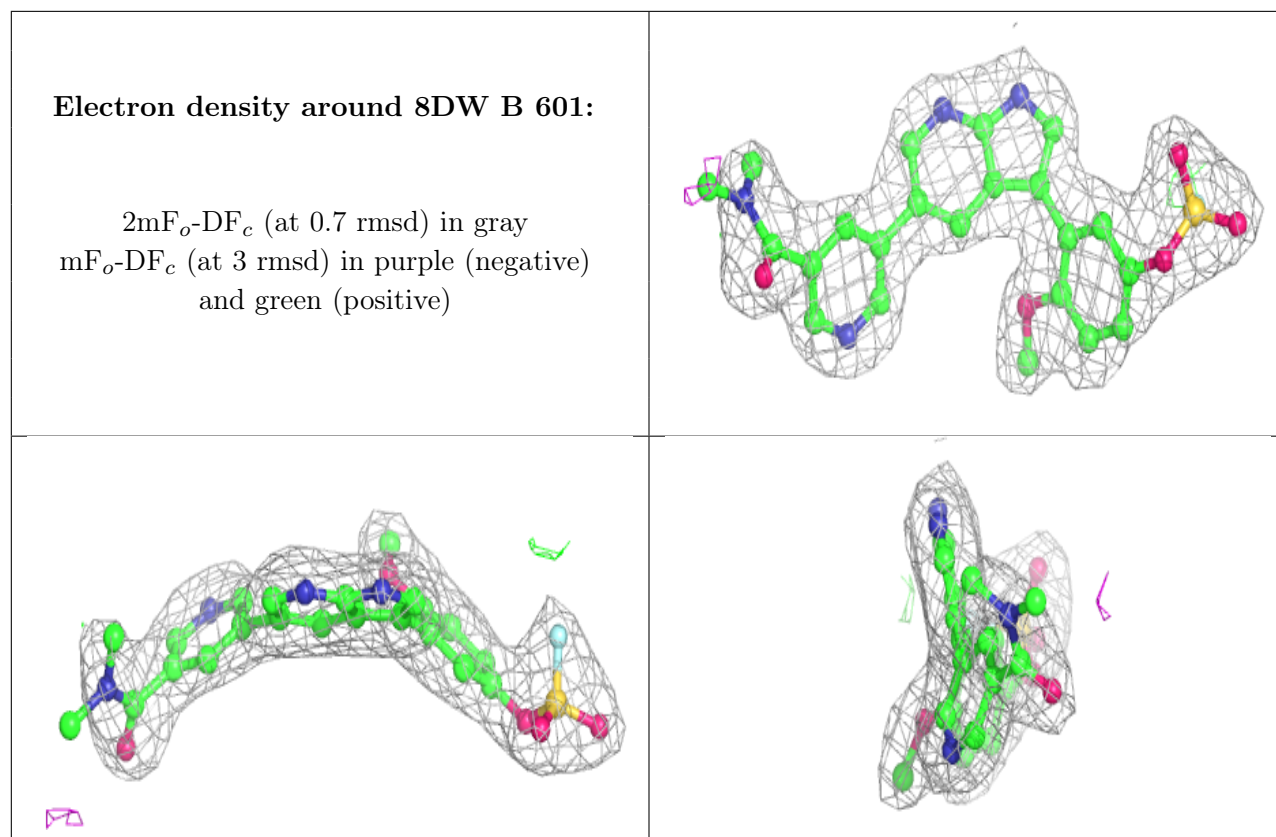 Electron density around 8DW B 601:
2mFo-DFc (at 0.7 rmsd) in gray
mFo-DFc (at 3 rmsd) in purple (negative)
and green (positive)